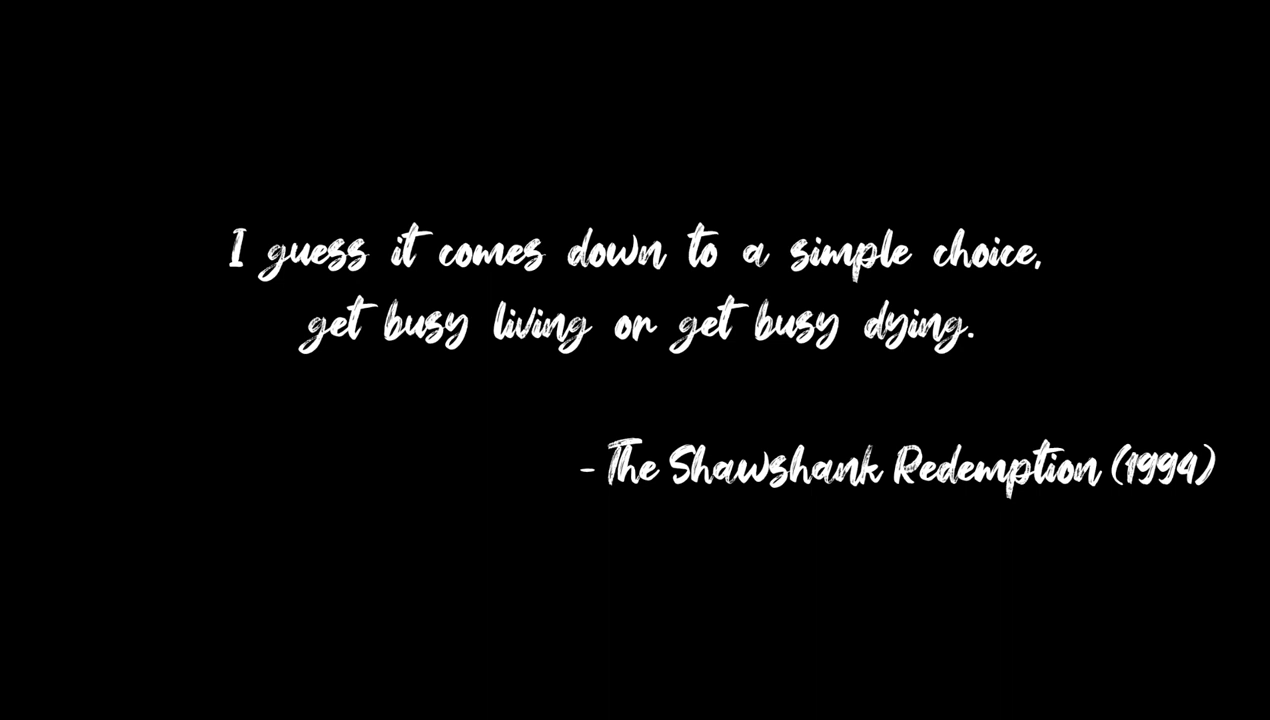 I guess it comes down to a simple choice,
get busy living or get busy dying.
- The Shawshank Redemption (1994)